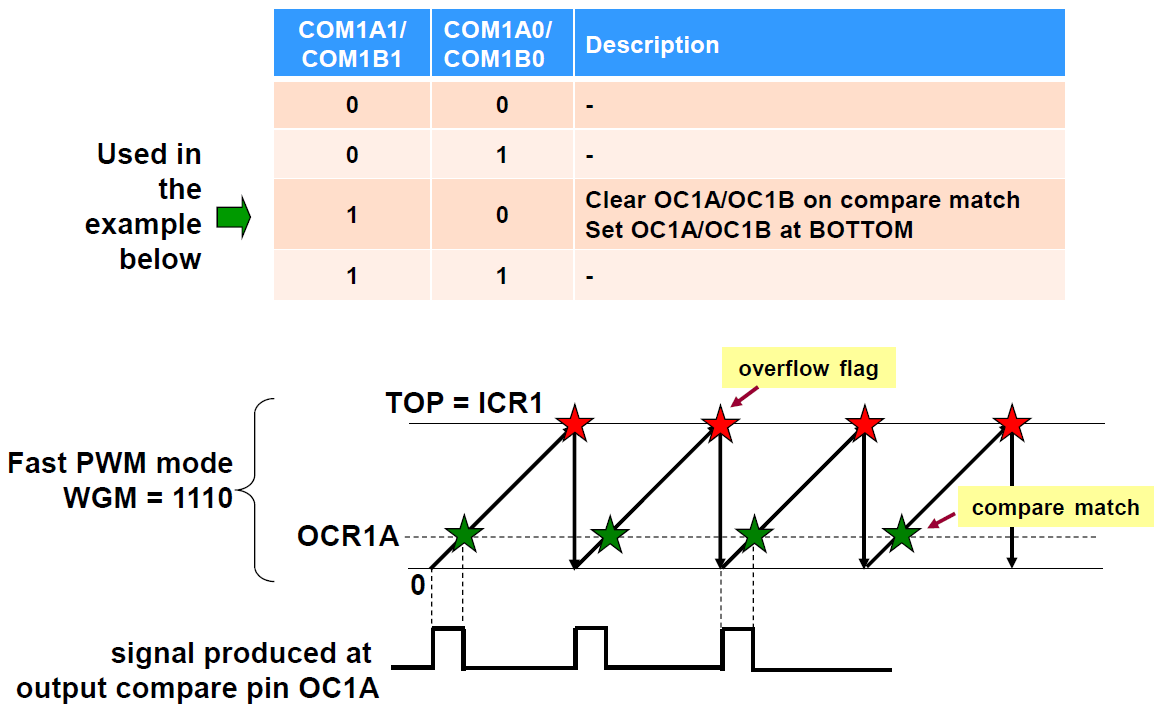 COM1A1/ COM1B1
COM1A0/ COM1B0
Description
0 0 -
0 1 -
1 0 Clear OC1A/OC1B on compare match
Set OC1A/OC1B at BOTTOM
1 1 -
Used in
the
example
below
overflow flag
TOP = ICR1
Fast PWM mode
WGM = 1110
compare match
OCR1A
0
signal produced at
output compare pin OC1A